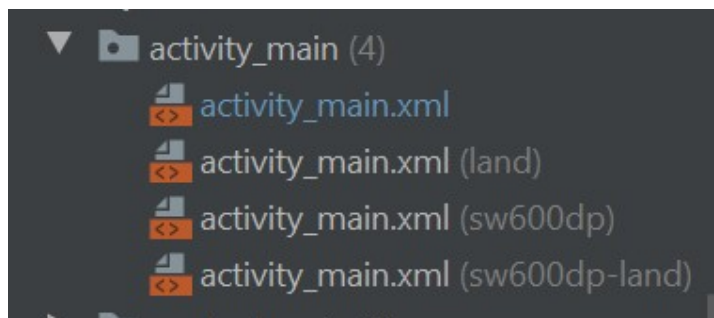 activity_main (4)
activity_main.xml
activity_main.xml (land)
activity_main.xml (sw600dp)
activity_main.xml (sw600dp-land)